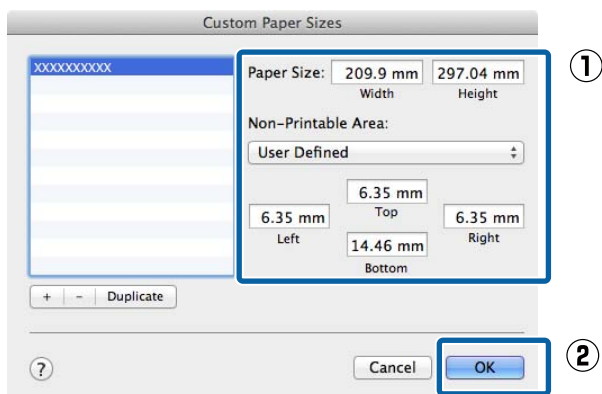 Custom Paper Sizes
XXXXXXXXXX
Paper Size: 209.9 mm 297.04 mm
Width Height
Non-Printable Area:
User Defined
6.35 mm
Top
6.35 mm 6.35 mm
Left Right
14.46 mm
Bottom
+ - Duplicate
? Cancel OK
①
②